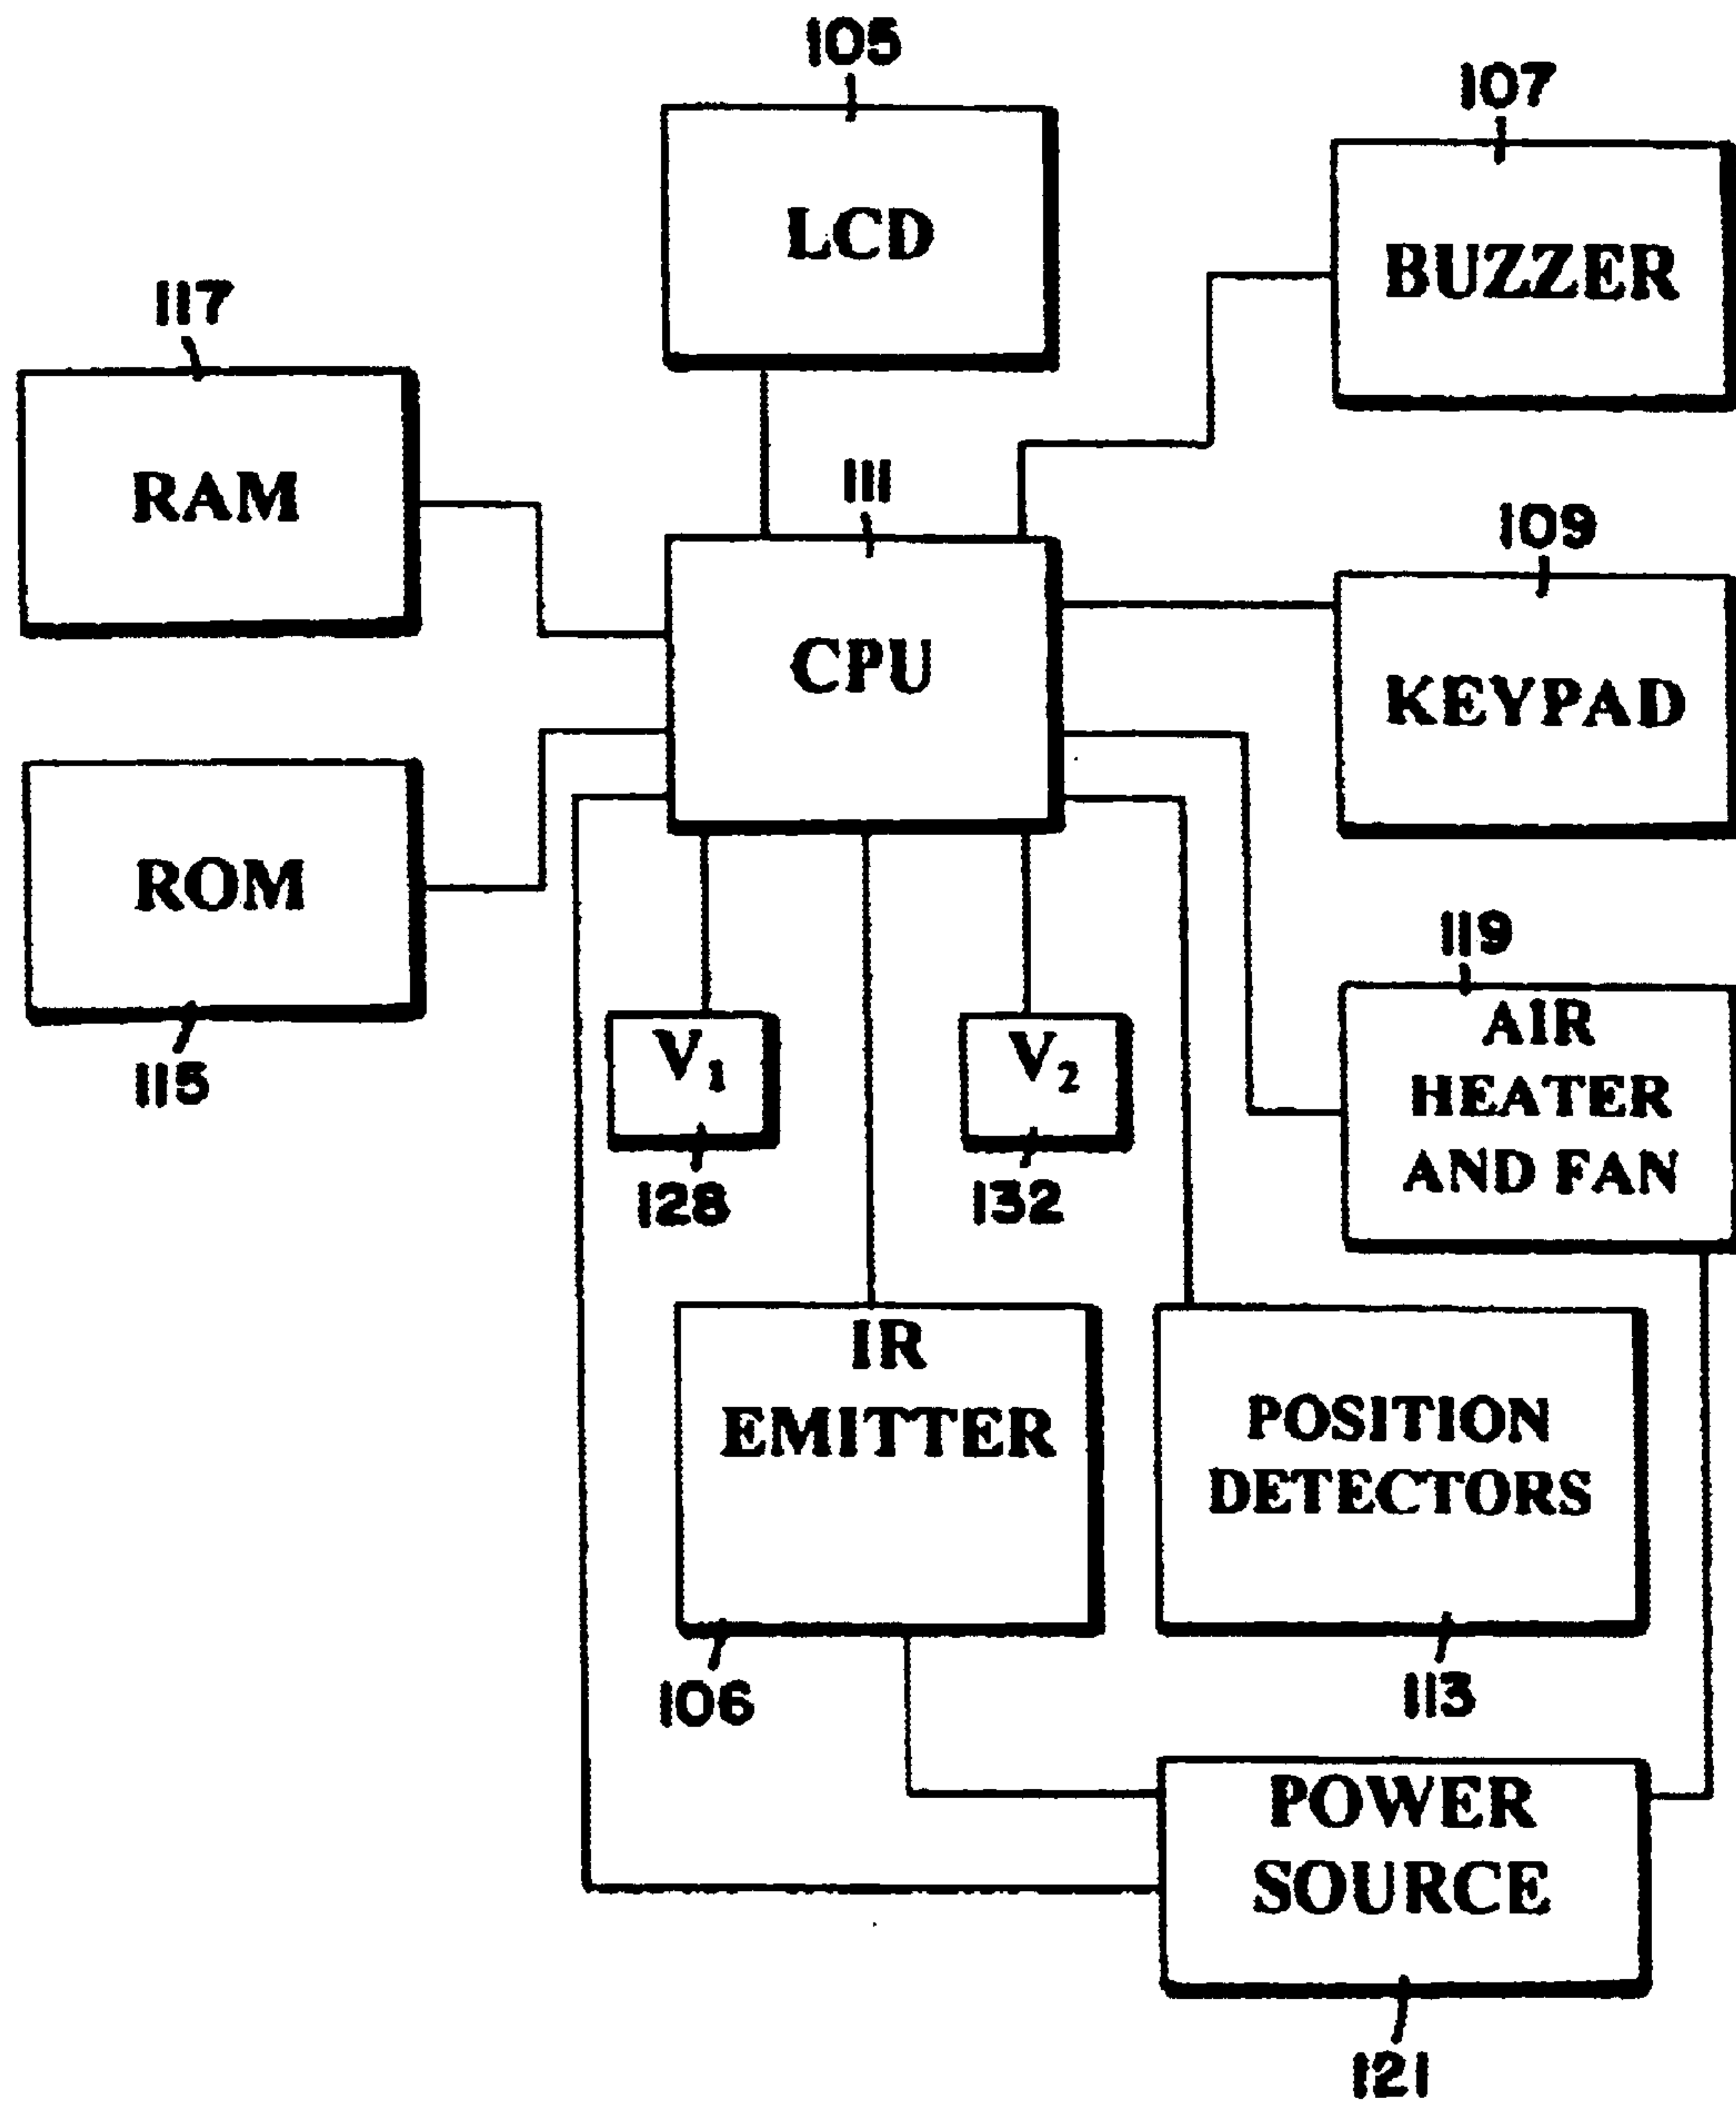 105
LCD
107
BUZZER
117
RAM
111
CPU
109
KEYPAD
ROM
115
119
AIR
HEATER
AND FAN
V1
128
V2
132
IR
EMITTER
106
POSITION
DETECTORS
113
POWER
SOURCE
121